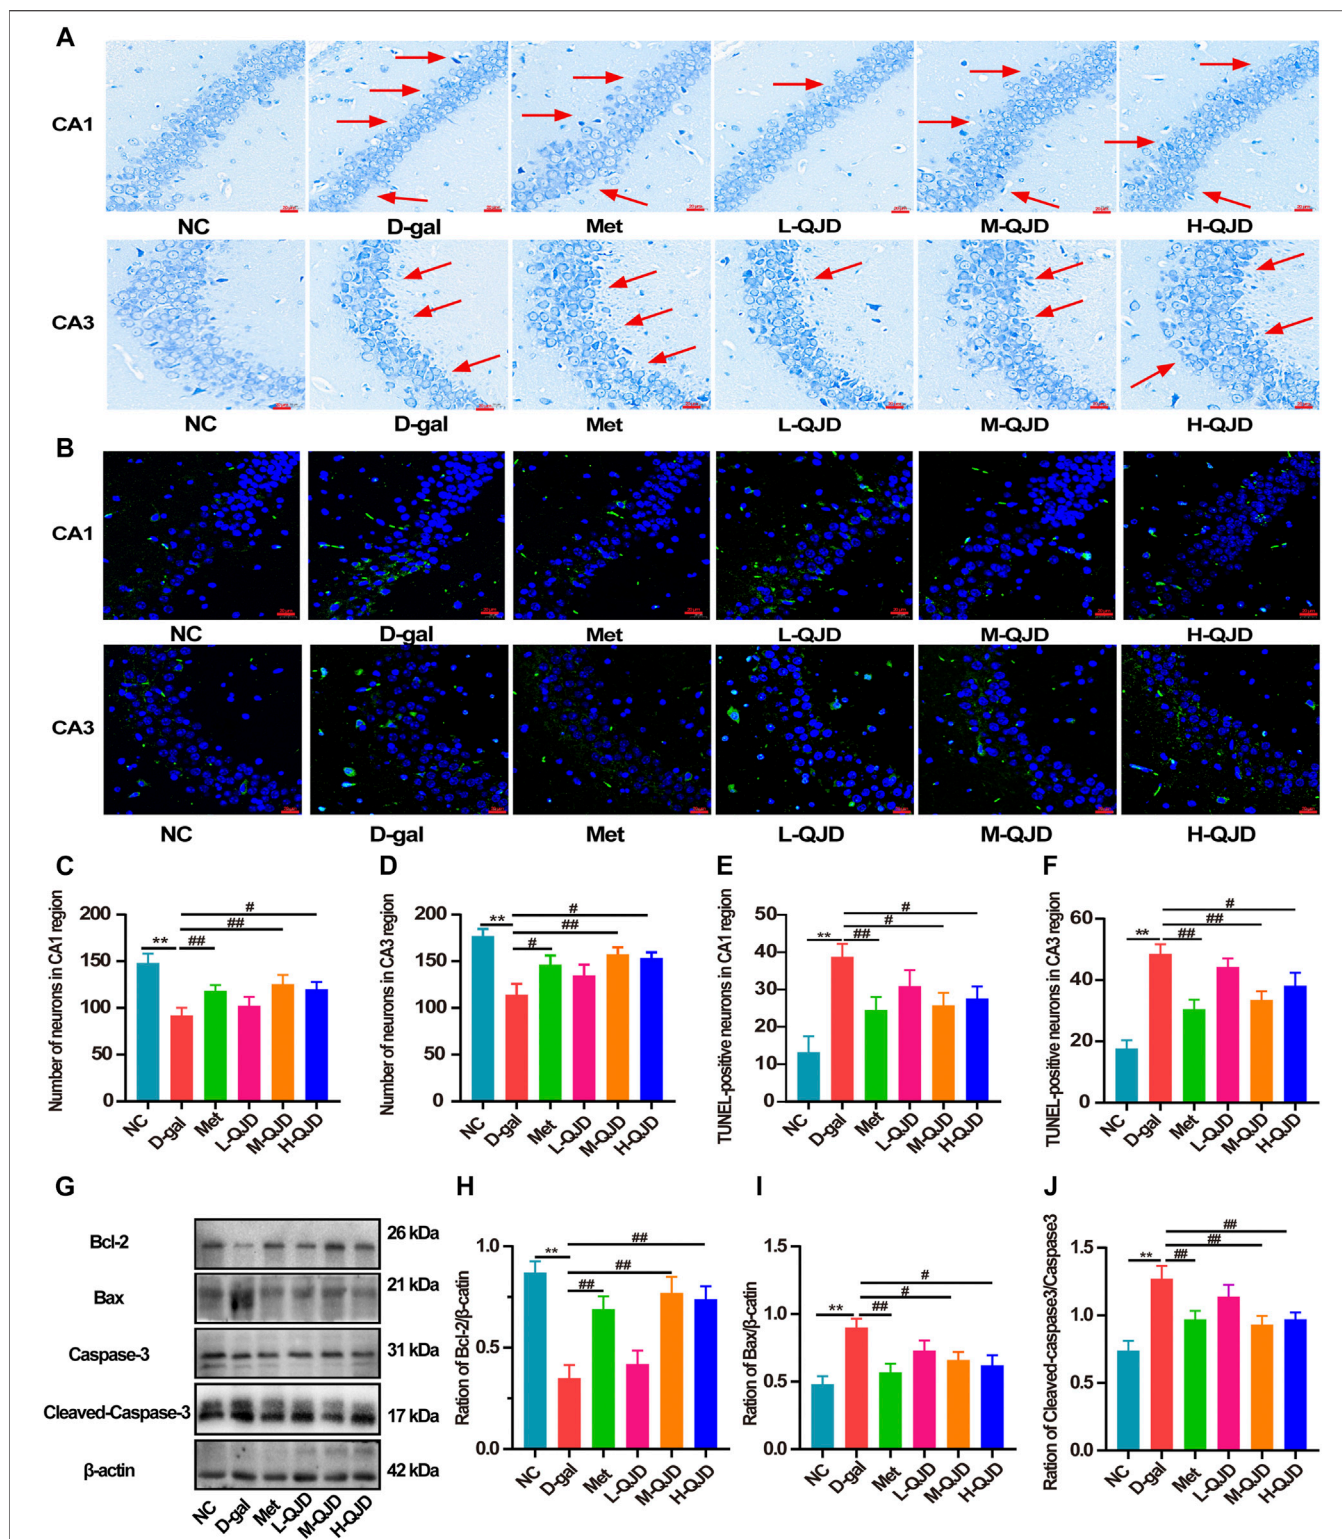 A
CA1
NC D-gal Met L-QJD M-QJD H-QJD
CA3
NC D-gal Met L-QJD M-QJD H-QJD
B
CA1
NC D-gal Met L-QJD M-QJD H-QJD
CA3
NC D-gal Met L-QJD M-QJD H-QJD
C
Number of neurons in CA1 region
200
150
100
50
0
** ## ## #
NC D-gal Met L-QJD M-QJD H-QJD
D
Number of neurons in CA3 region
200
150
100
50
0
** # ## #
NC D-gal Met L-QJD M-QJD H-QJD
E
TUNEL-positive neurons in CA1 region
50
40
30
20
10
0
** ## # #
NC D-gal Met L-QJD M-QJD H-QJD
F
TUNEL-positive neurons in CA3 region
60
40
20
0
** ## ## #
NC D-gal Met L-QJD M-QJD H-QJD
G
Bcl-2 26 kDa
Bax 21 kDa
Caspase-3 31 kDa
Cleaved-Caspase-3 17 kDa
β-actin 42 kDa
NC D-gal Met L-QJD M-QJD H-QJD
H
Ration of Bcl-2/β-catin
1.0
0.5
0.0
** ## ## ##
NC D-gal Met L-QJD M-QJD H-QJD
I
Ration of Bax/β-catin
1.5
1.0
0.5
0.0
** ## # #
NC D-gal Met L-QJD M-QJD H-QJD
J
Ration of Cleaved-caspase3/Caspase3
1.5
1.0
0.5
0.0
** ## ## ##
NC D-gal Met L-QJD M-QJD H-QJD